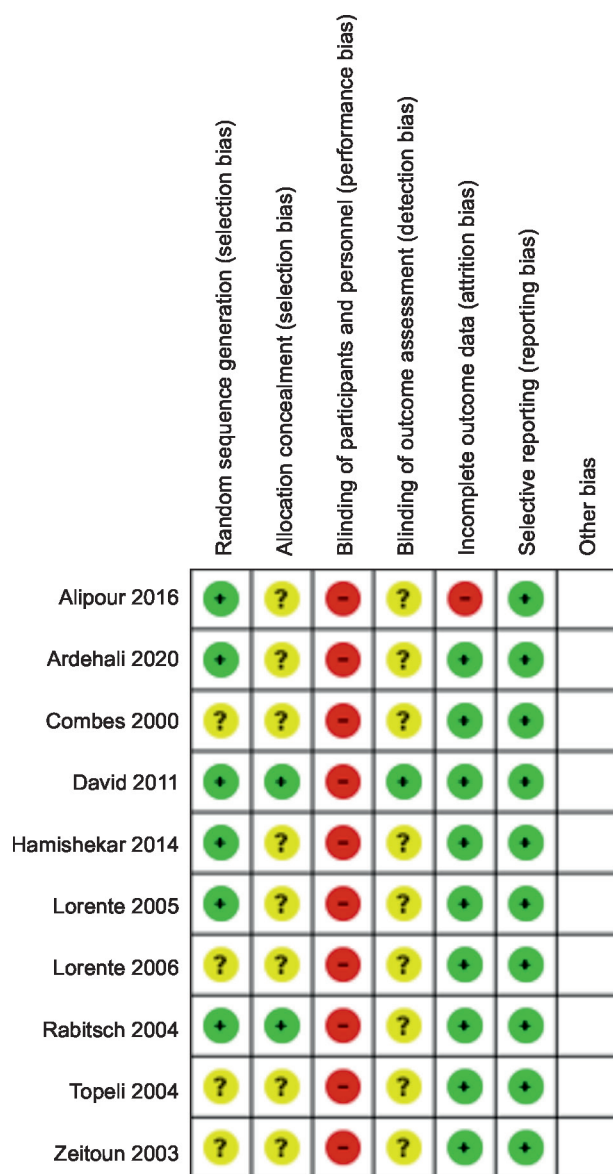 Random sequence generation (selection bias)
Allocation concealment (selection bias)
Blinding of participants and personnel (performance bias)
Blinding of outcome assessment (detection bias)
Incomplete outcome data (attrition bias)
Selective reporting (reporting bias)
Other bias
Alipour 2016 + ? - ? - +
Ardehali 2020 + ? - ? + +
Combes 2000 ? ? - ? + +
David 2011 + + - + + +
Hamishekar 2014 + ? - ? + +
Lorente 2005 + ? - ? + +
Lorente 2006 ? ? - ? + +
Rabitsch 2004 + + - ? + +
Topeli 2004 ? ? - ? + +
Zeitoun 2003 ? ? - ? + +